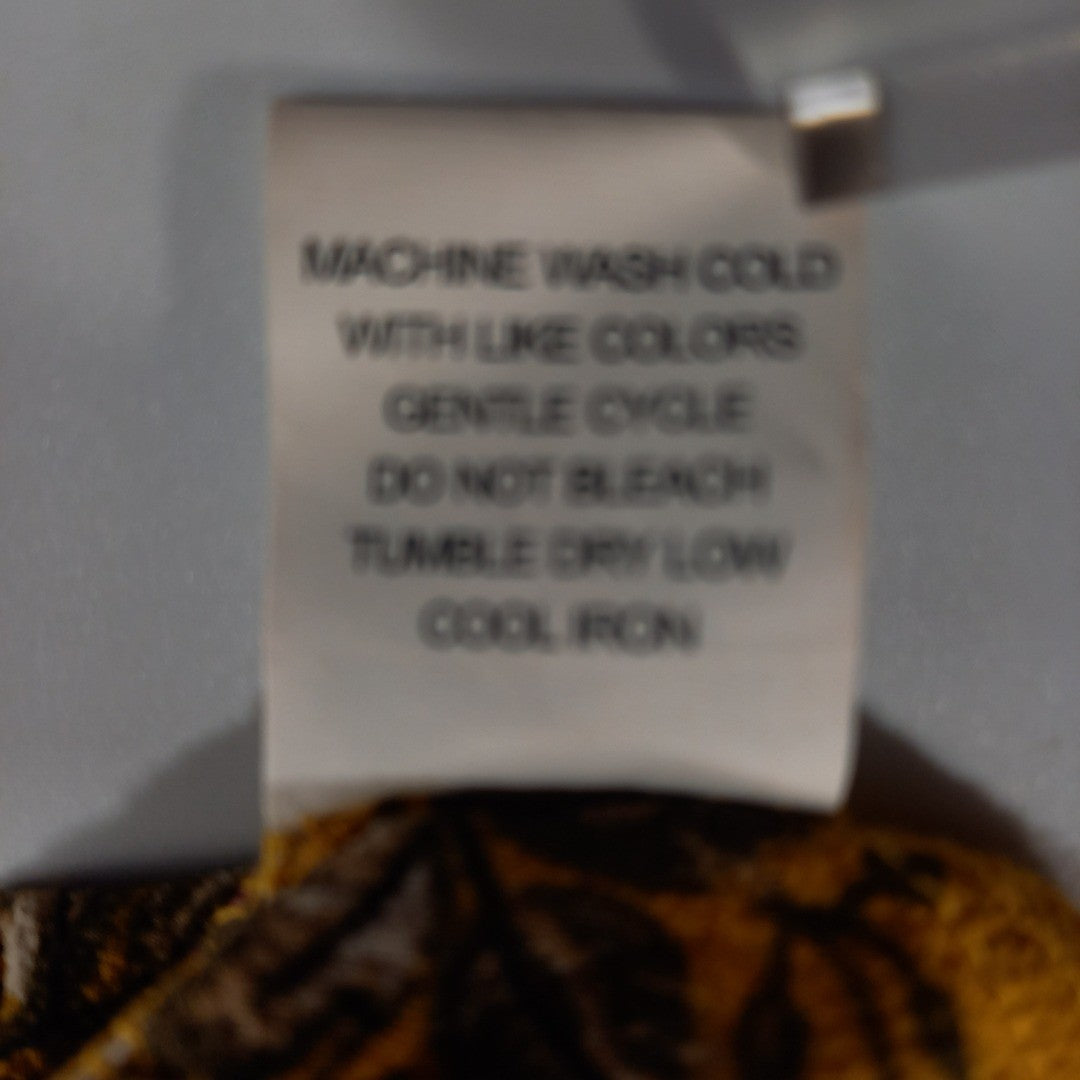 MACHINE WASH COLD
WITH LIKE COLORS
GENTLE CYCLE
DO NOT BLEACH
TUMBLE DRY LOW
COOL IRON